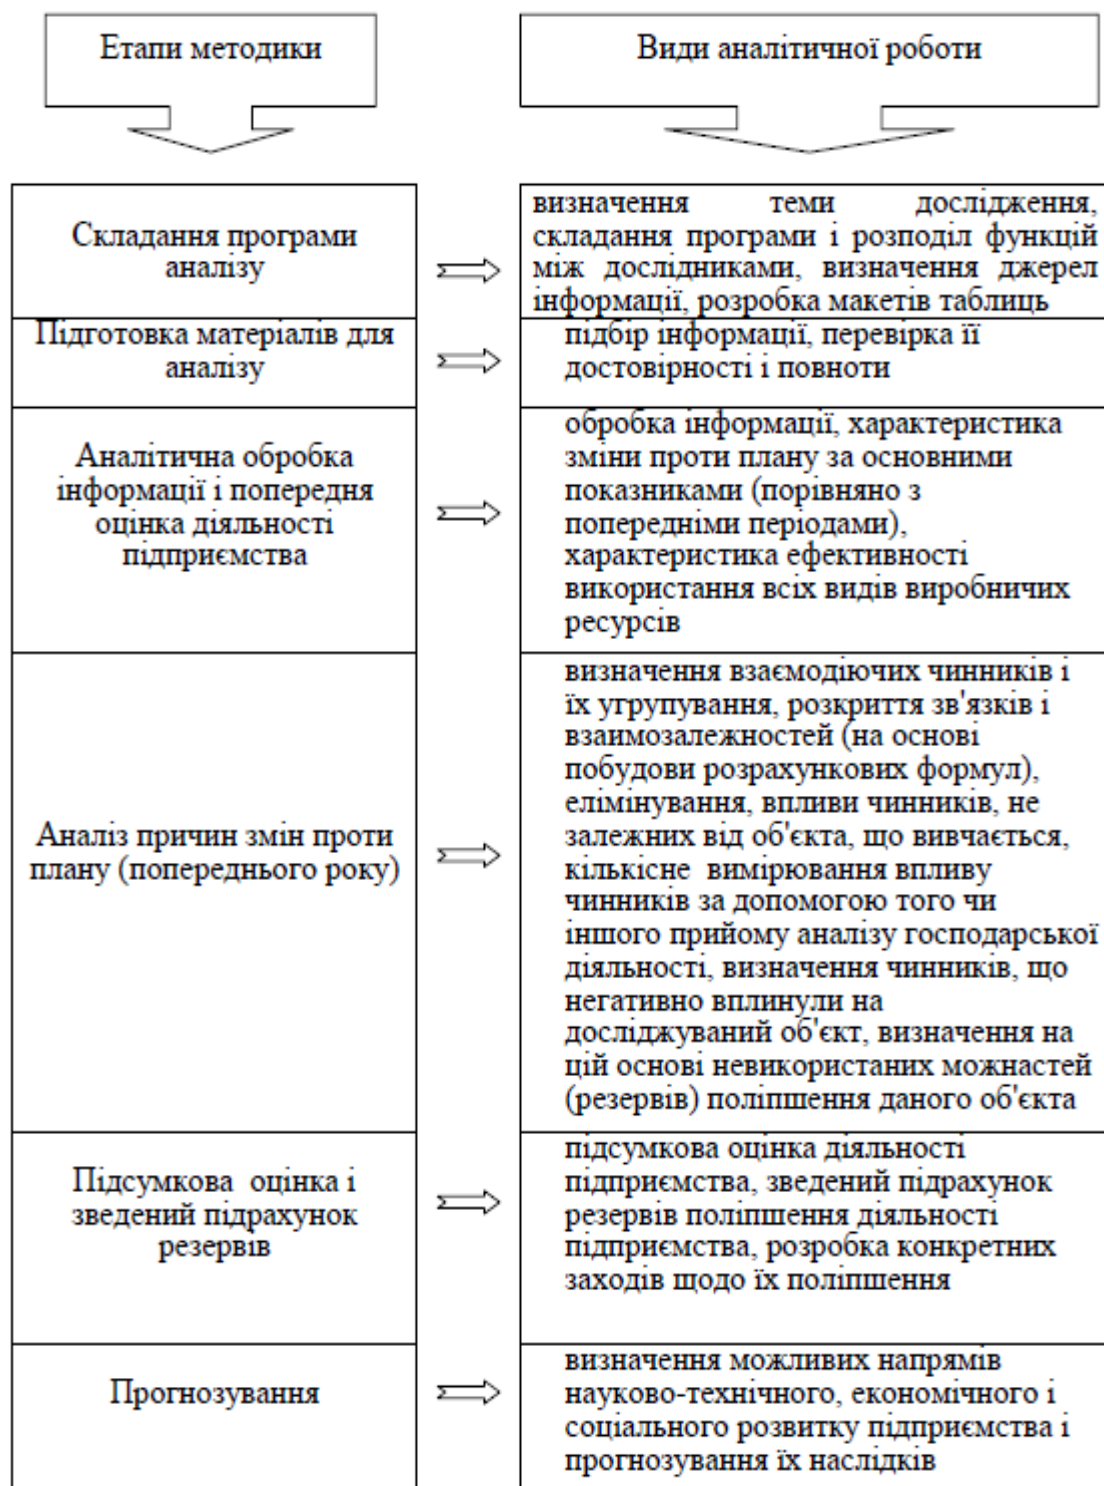 Етапи методики
Види аналітичної роботи
Складання програми
аналізу
визначення теми дослідження,
складання програми і розподіл функцій
між дослідниками, визначення джерел
інформації, розробка макетів таблиць
Підготовка матеріалів для
аналізу
підбір інформації, перевірка її
достовірності і повноти
Аналітична обробка
інформації і попередня
оцінка діяльності
підприємства
обробка інформації, характеристика
зміни проти плану за основними
показниками (порівняно з
попередніми періодами),
характеристика ефективності
використання всіх видів виробничих
ресурсів
Аналіз причин змін проти
плану (попереднього року)
визначення взаємодіючих чинників і
їх угрупування, розкриття зв'язків і
взаимозалежностей (на основі
побудови розрахункових формул),
елімінування, впливи чинників, не
залежних від об'єкта, що вивчається,
кількісне вимірювання впливу
чинників за допомогою того чи
іншого прийому аналізу господарської
діяльності, визначення чинників, що
негативно вплинули на
досліджуваний об'єкт, визначення на
цій основі невикористаних можнастей
(резервів) поліпшення даного об'єкта
Підсумкова оцінка і
зведений підрахунок
резервів
підсумкова оцінка діяльності
підприємства, зведений підрахунок
резервів поліпшення діяльності
підприємства, розробка конкретних
заходів щодо їх поліпшення
Прогнозування
визначення можливих напрямів
науково-технічного, економічного і
соціального розвитку підприємства і
прогнозування їх наслідків